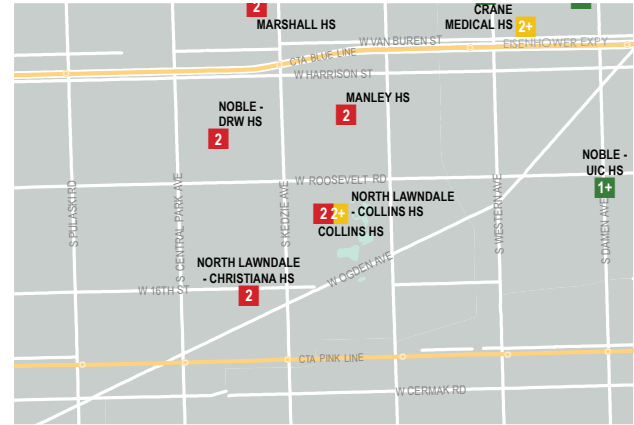 CRANE
MEDICAL HS
2+
2
MARSHALL HS
W VAN BUREN ST
EISENHOWER EXPY
CTA BLUE LINE
W HARRISON ST
NOBLE -
DRW HS
2
MANLEY HS
2
NOBLE -
UIC HS
1+
W ROOSEVELT RD
S PULASKI RD
S CENTRAL PARK AVE
S KEDZIE AVE
S WESTERN AVE
S DAMEN AVE
2 2+
NORTH LAWNDALE
- COLLINS HS
COLLINS HS
NORTH LAWNDALE
- CHRISTIANA HS
2
W 16TH ST
W OGDEN AVE
CTA PINK LINE
W CERMAK RD